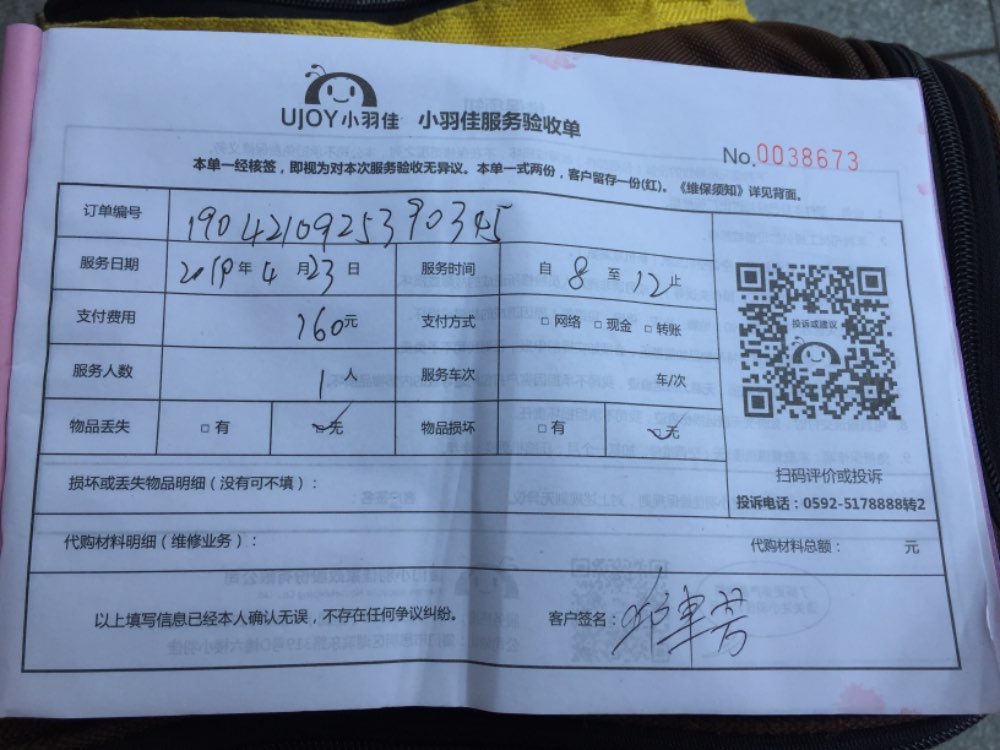 UJOY小羽佳 小羽佳服务验收单
No.0038673
本单一经核签，即视为对本次服务验收无异议。本单一式两份，客户留存一份(红)。《维保须知》详见背面。
订单编号 1904210925390345
服务日期 2019年4月23日 服务时间 自8至12止
支付费用 160元 支付方式 □网络 □现金 □转账
服务人数 1人 服务车次 车/次
物品丢失 □有 ☑无 物品损坏 □有 ☑无
投诉或建议
扫码评价或投诉
投诉电话：0592-5178888转2
损坏或丢失物品明细（没有可不填）：
代购材料明细（维修业务）： 代购材料总额： 元
以上填写信息已经本人确认无误，不存在任何争议纠纷。 客户签名：